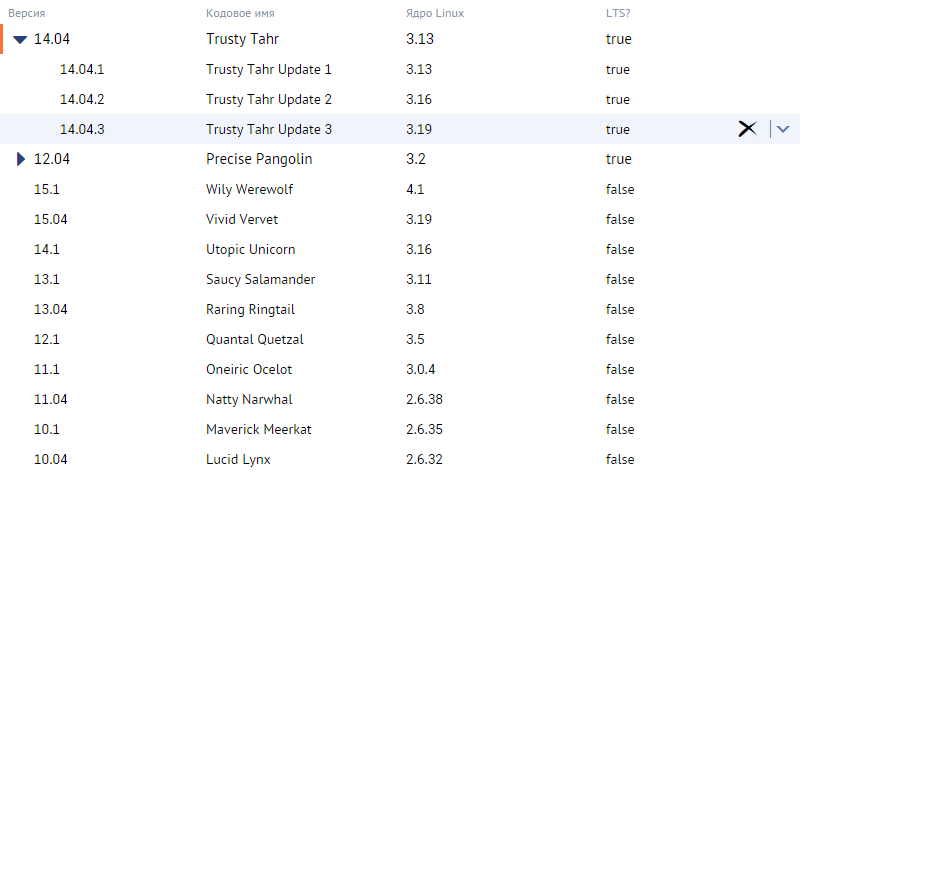 Версия Кодовое имя Ядро Linux LTS?
14.04 Trusty Tahr 3.13 true
14.04.1 Trusty Tahr Update 1 3.13 true
14.04.2 Trusty Tahr Update 2 3.16 true
14.04.3 Trusty Tahr Update 3 3.19 true
12.04 Precise Pangolin 3.2 true
15.1 Wily Werewolf 4.1 false
15.04 Vivid Vervet 3.19 false
14.1 Utopic Unicorn 3.16 false
13.1 Saucy Salamander 3.11 false
13.04 Raring Ringtail 3.8 false
12.1 Quantal Quetzal 3.5 false
11.1 Oneiric Ocelot 3.0.4 false
11.04 Natty Narwhal 2.6.38 false
10.1 Maverick Meerkat 2.6.35 false
10.04 Lucid Lynx 2.6.32 false